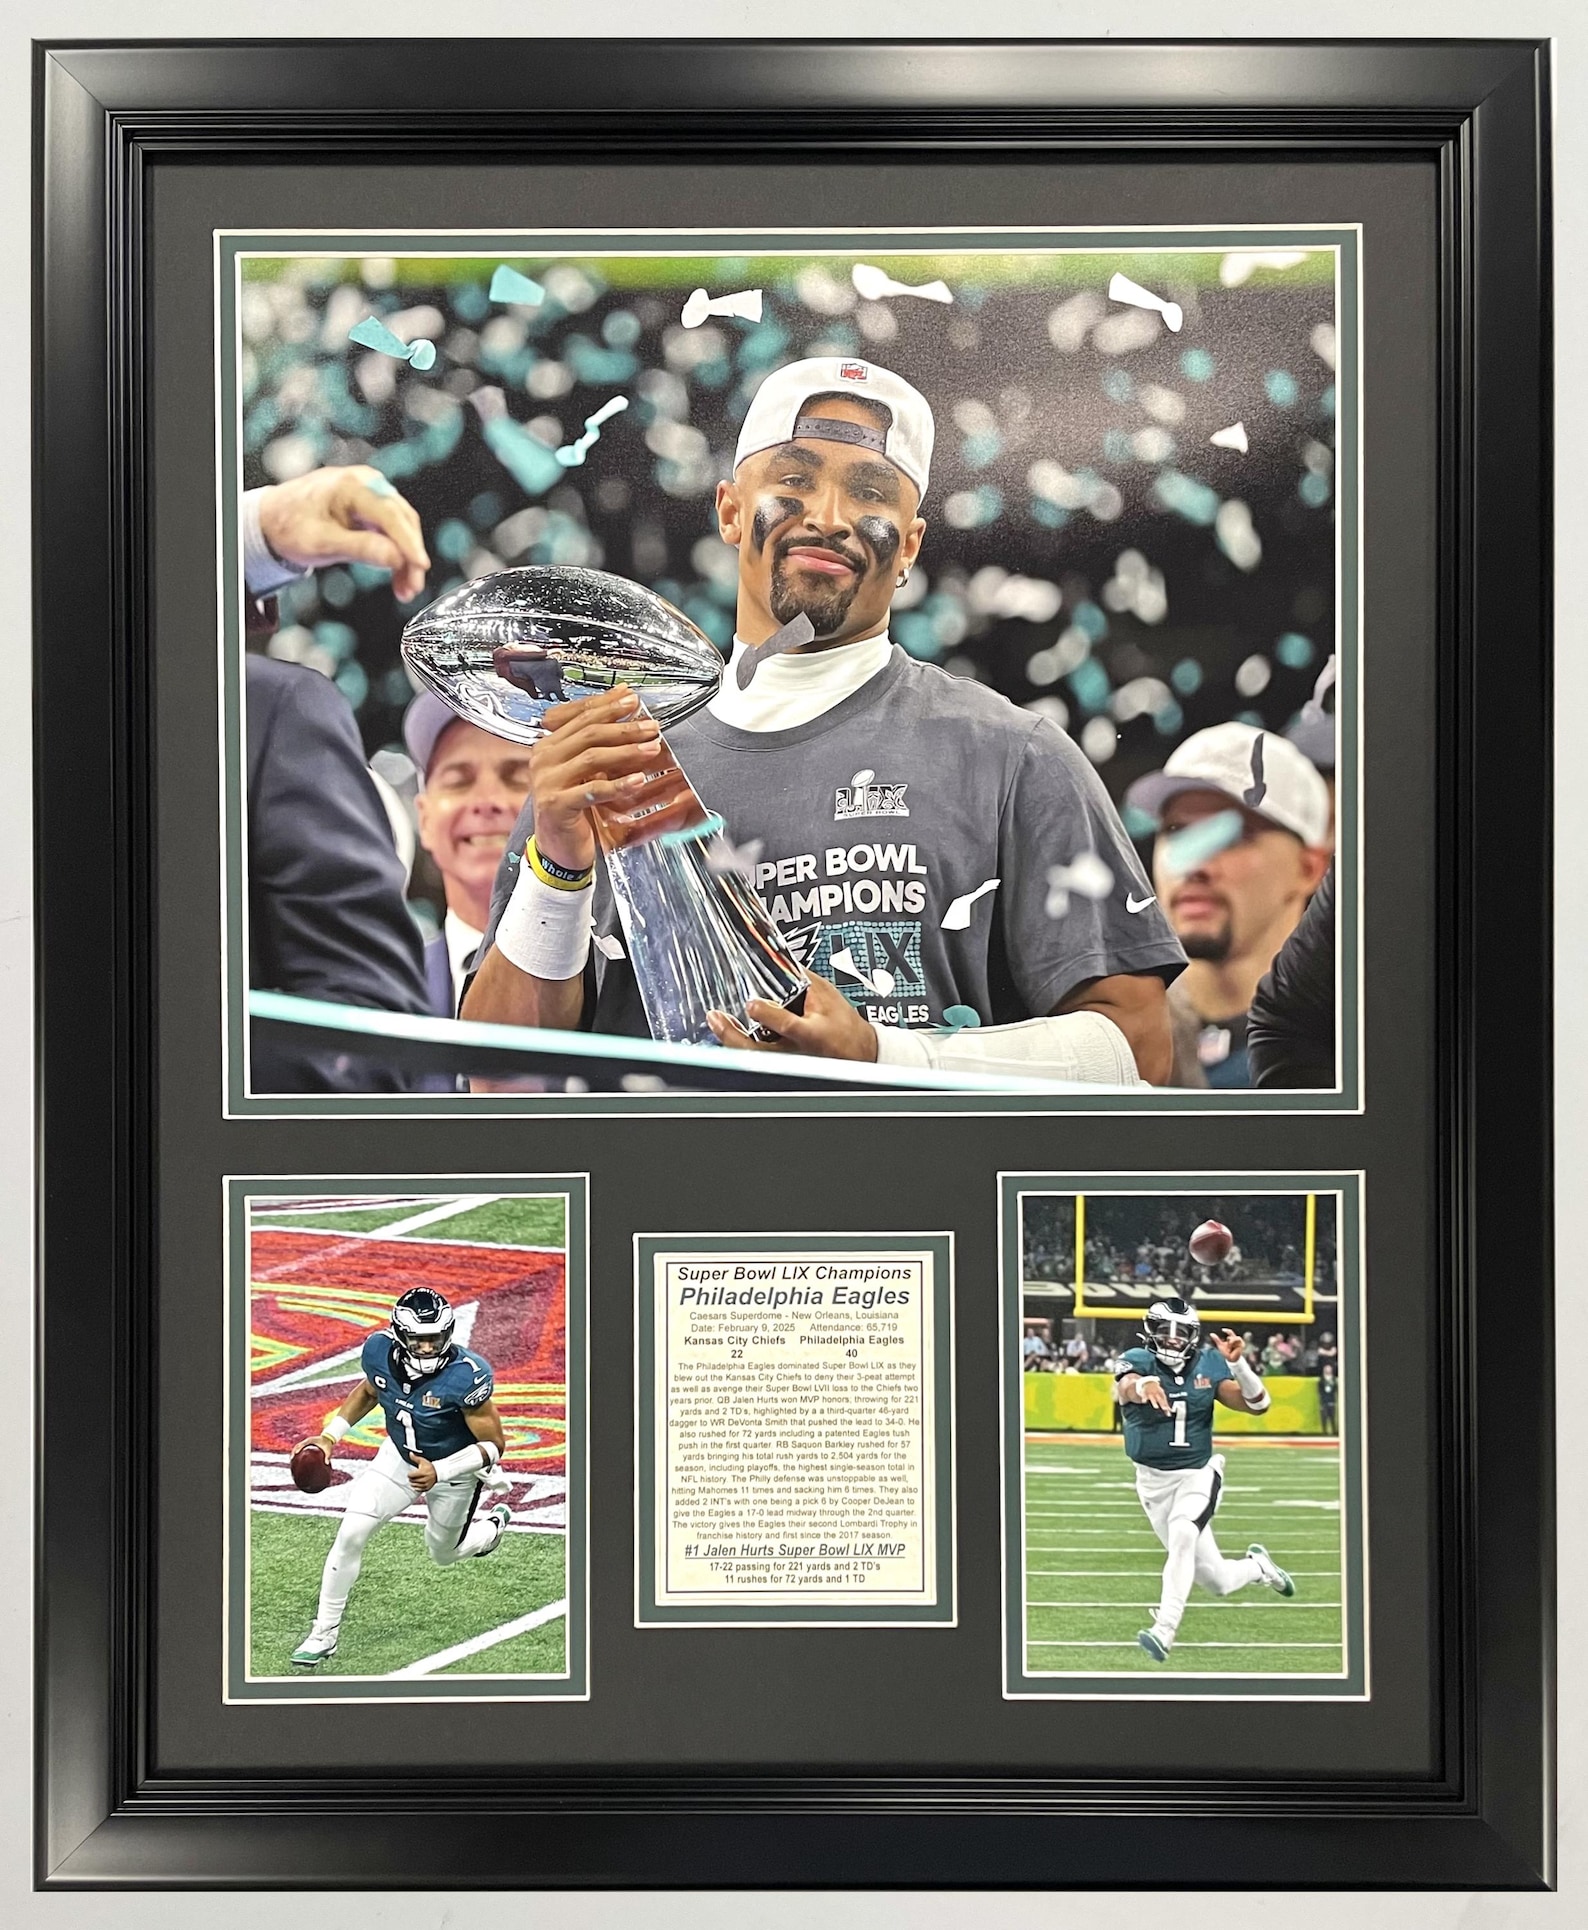 Whole A
LIX
SUPER BOWL
UPER BOWL
HAMPIONS
LIX
EAGLES
1
C
1
1
Super Bowl LIX Champions
Philadelphia Eagles
Caesars Superdome - New Orleans, Louisiana
Date: February 9, 2025 Attendance: 65,719
Kansas City Chiefs Philadelphia Eagles
22 40
The Philadelphia Eagles dominated Super Bowl LIX as they
blew out the Kansas City Chiefs to deny their 3-peat attempt
as well as avenge their Super Bowl LVII loss to the Chiefs two
years prior. QB Jalen Hurts won MVP honors; throwing for 221
yards and 2 TD's, highlighted by a a third-quarter 46-yard
dagger to WR DeVonta Smith that pushed the lead to 34-0. He
also rushed for 72 yards including a patented Eagles tush
push in the first quarter. RB Saquon Barkley rushed for 57
yards bringing his total rush yards to 2,504 yards for the
season, including playoffs, the highest single-season total in
NFL history. The Philly defense was unstoppable as well,
hitting Mahomes 11 times and sacking him 6 times. They also
added 2 INT's with one being a pick 6 by Cooper DeJean to
give the Eagles a 17-0 lead midway through the 2nd quarter.
The victory gives the Eagles their second Lombardi Trophy in
franchise history and first since the 2017 season.
#1 Jalen Hurts Super Bowl LIX MVP
17-22 passing for 221 yards and 2 TD's
11 rushes for 72 yards and 1 TD